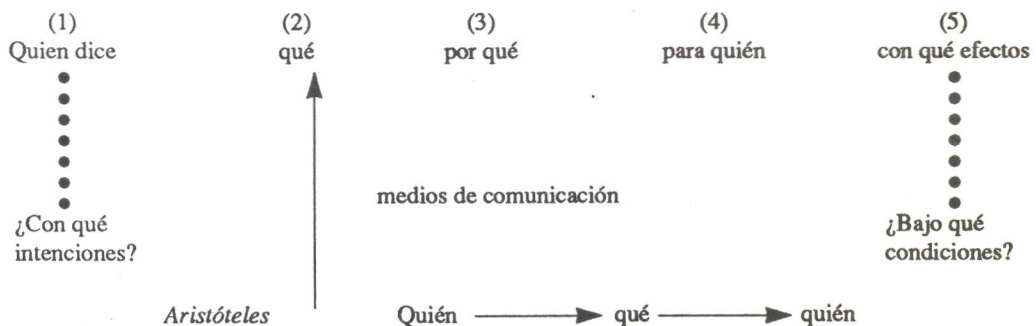 (1) (2) (3) (4) (5)
Quien dice qué por qué para quién con qué efectos
medios de comunicación
¿Con qué ¿Bajo qué
intenciones? condiciones?
Aristóteles Quién qué quién